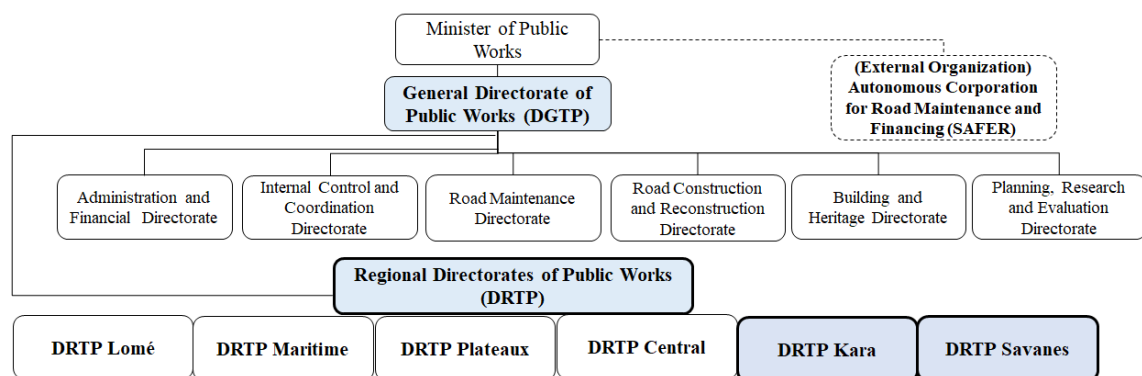 Minister of Public
Works
(External Organization)
Autonomous Corporation
for Road Maintenance and
Financing (SAFER)
General Directorate of
Public Works (DGTP)
Administration and
Financial Directorate
Internal Control and
Coordination
Directorate
Road Maintenance
Directorate
Road Construction
and Reconstruction
Directorate
Building and
Heritage Directorate
Planning, Research
and Evaluation
Directorate
Regional Directorates of Public Works
(DRTP)
DRTP Lomé
DRTP Maritime
DRTP Plateaux
DRTP Central
DRTP Kara
DRTP Savanes